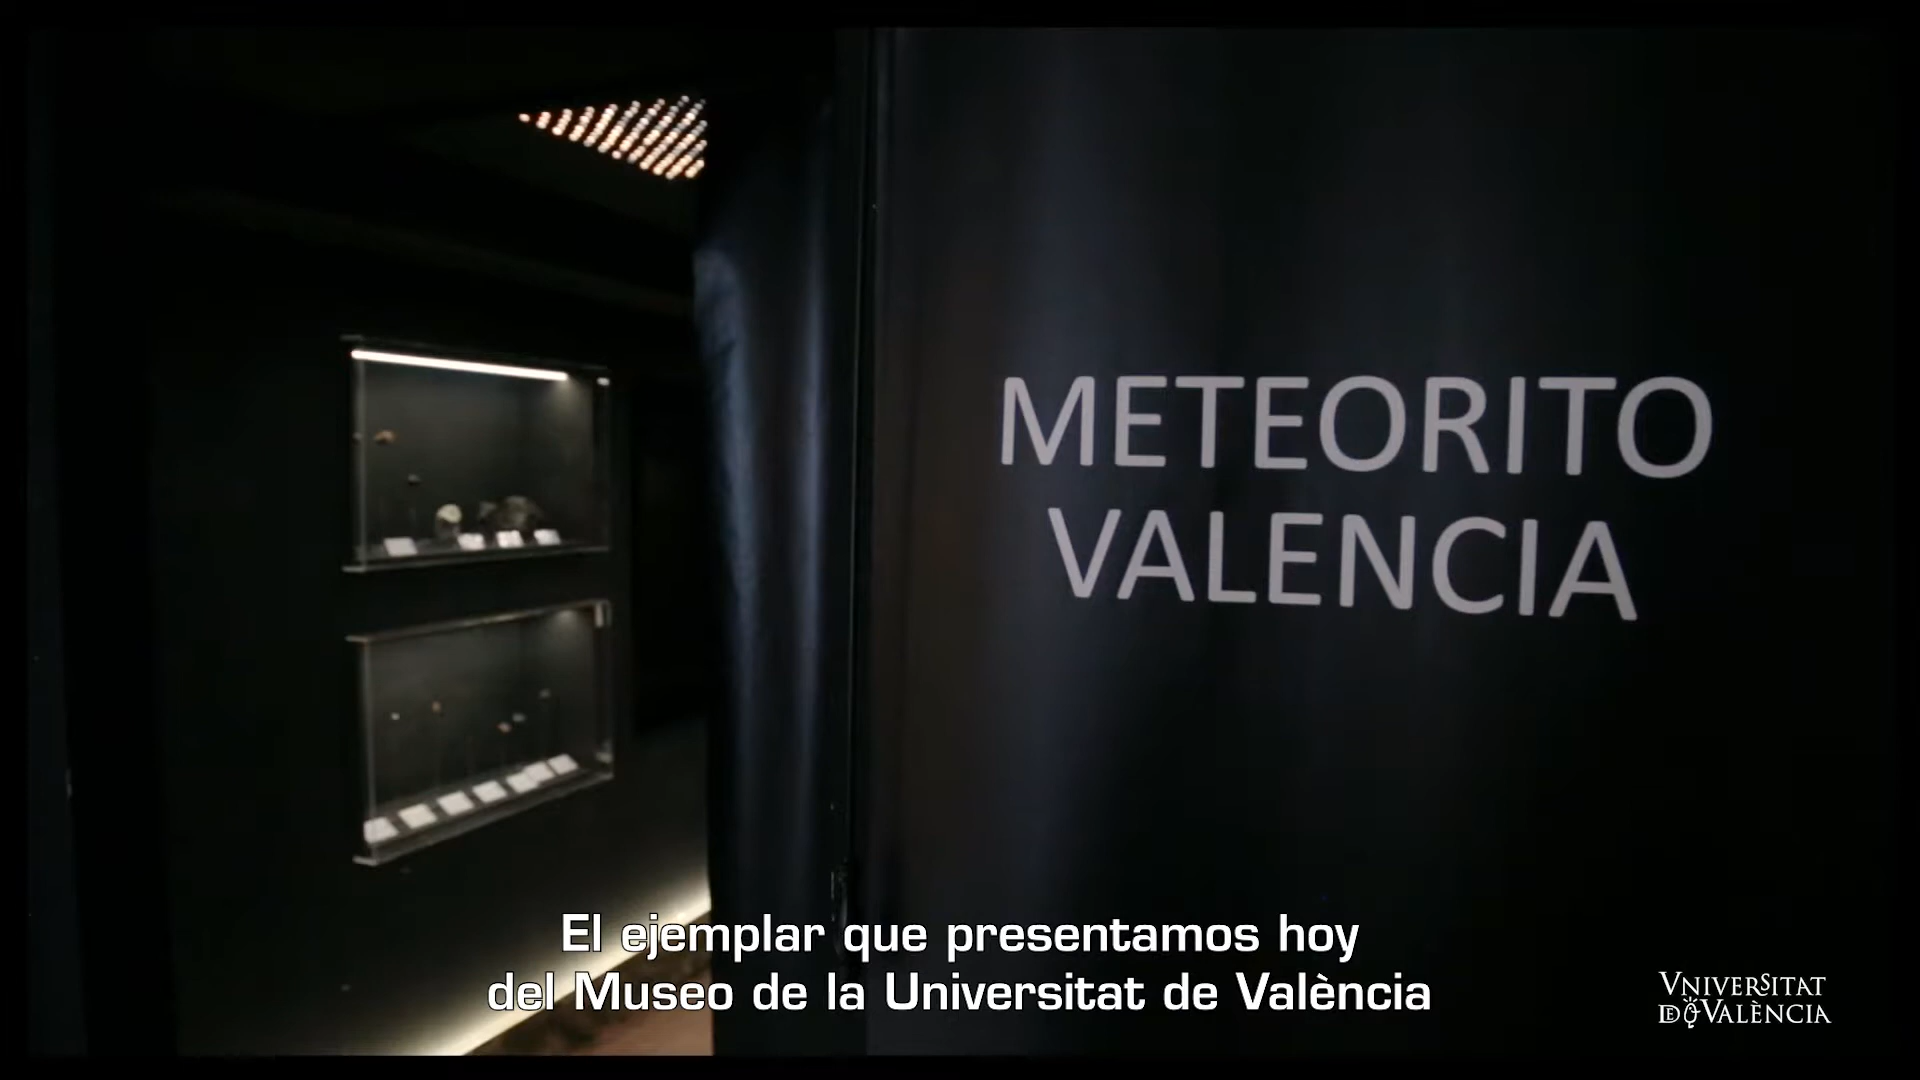 METEORITO
VALENCIA
El ejemplar que presentamos hoy
del Museo de la Universitat de València
VNIVERSITAT
DE VALÈNCIA